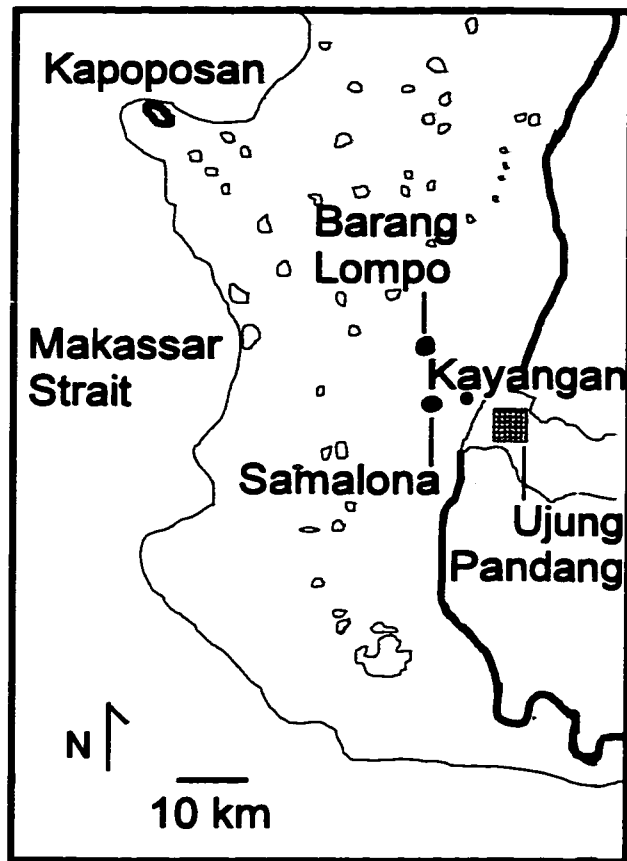 Kapoposan
Barang
Lompo
Makassar
Strait
Kayangan
Samalona
Ujung
Pandang
N
10 km